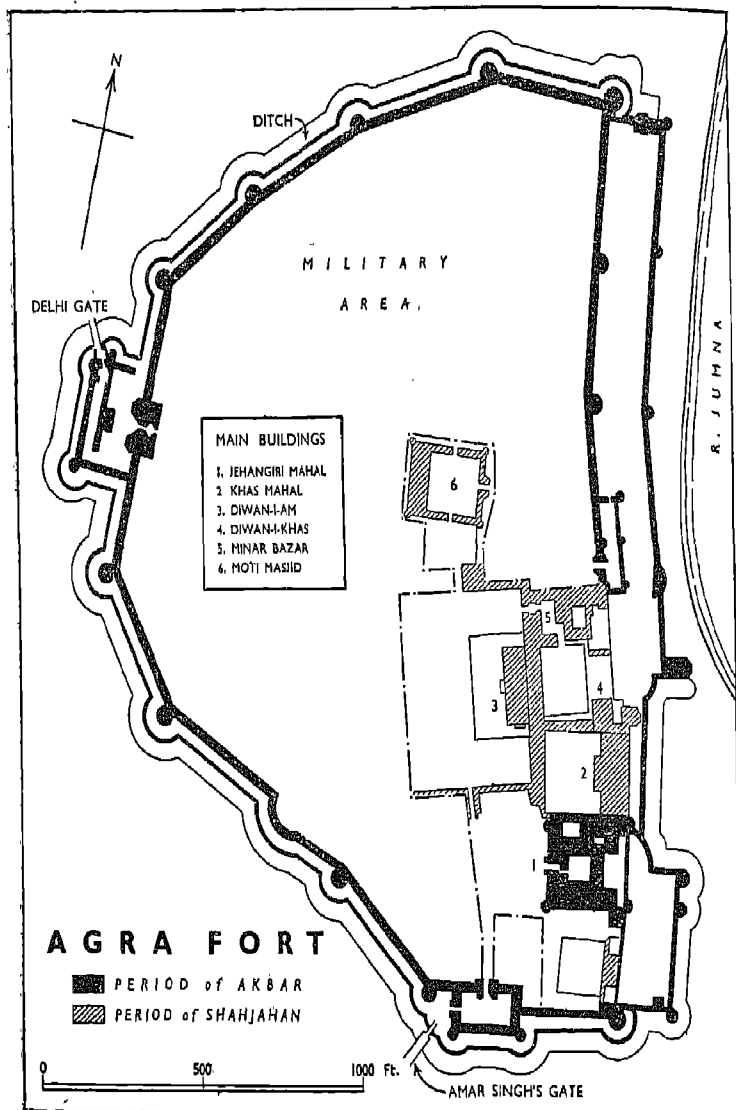 N
DITCH
MILITARY
AREA.
DELHI GATE
R. JUMNA
MAIN BUILDINGS
1. JEHANGIRI MAHAL
2 KHAS MAHAL
3. DIWAN-I-AM
4. DIWAN-I-KHAS
5. MINAR BAZAR
6. MOTI MASJID
6
5
3
4
2
1
AGRA FORT
PERIOD of AKBAR
PERIOD of SHAHJAHAN
0 500 1000 Ft.
AMAR SINGH'S GATE